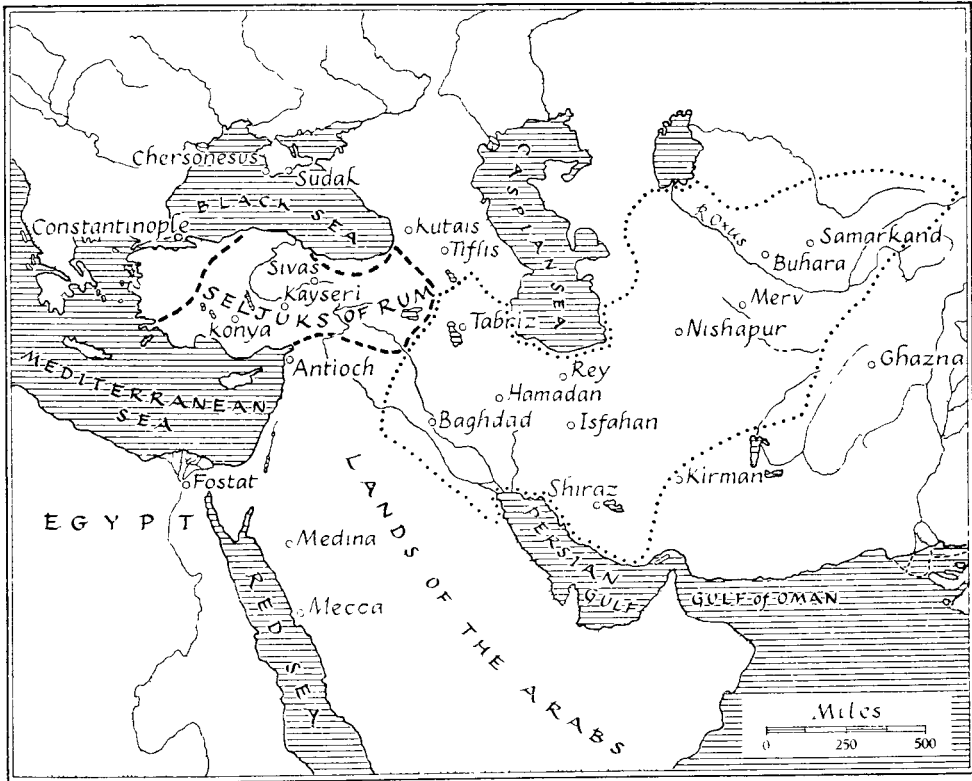 Chersonesus
Sudak
BLACK SEA
Constantinople
CASPIAN SEA
Kutais
Tiflis
ROXUS
Samarkand
Buhara
Sivas
Kayseri
SELJUKS OF RUM
Konya
Merv
Tabriz
Nishapur
Antioch
Rey
Ghazna
MEDITERRANEAN
SEA
Hamadan
Baghdad
Isfahan
Fostat
Shiraz
Kirman
EGYPT
LANDS OF THE ARABS
Medina
PERSIAN
GULF
GULF of OMAN
Mecca
RED SEY
Miles
0 250 500